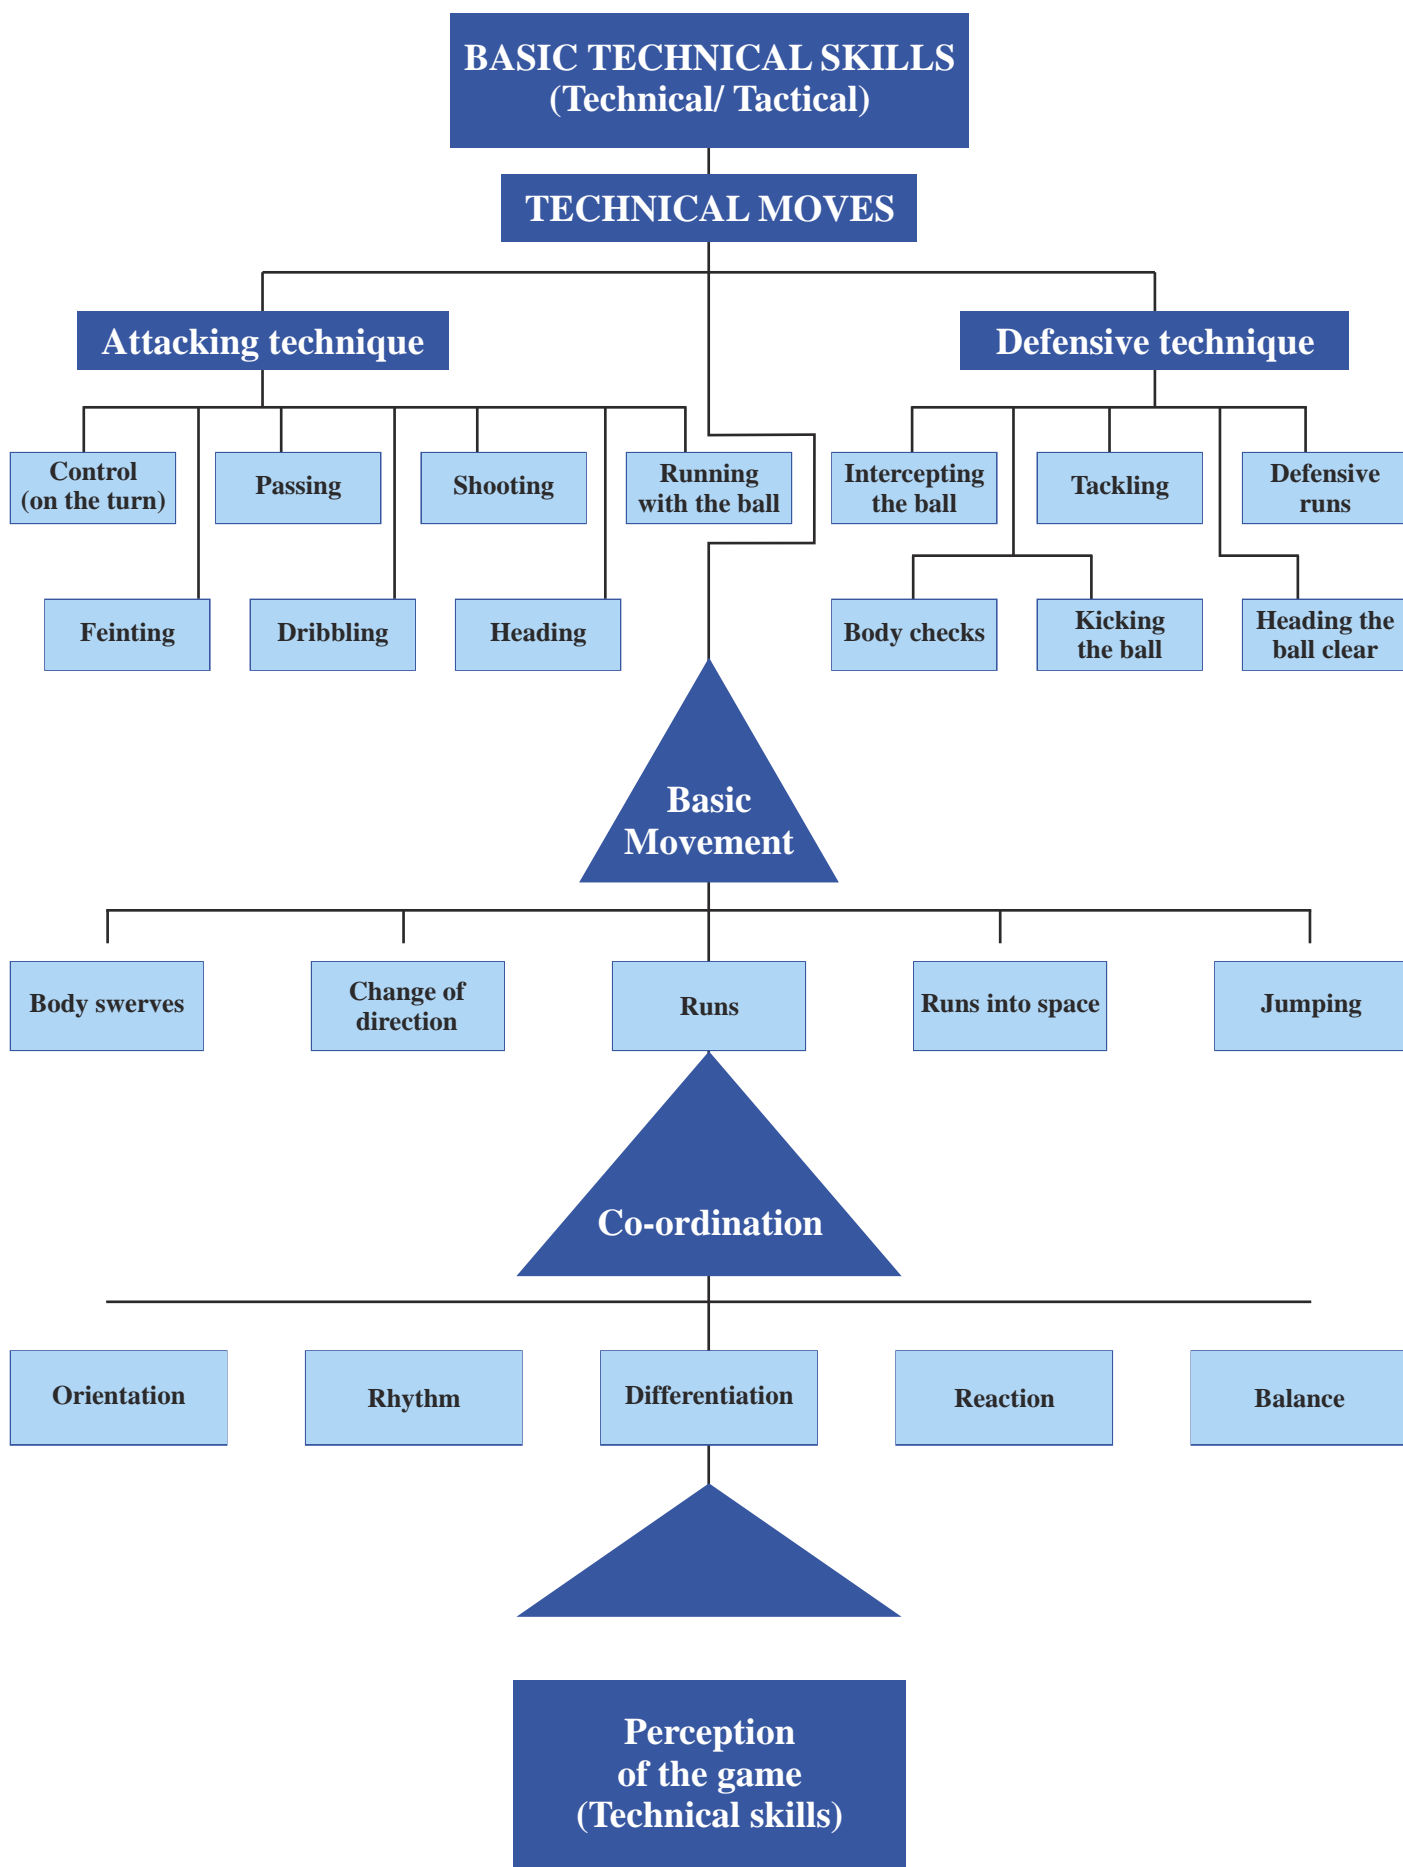 BASIC TECHNICAL SKILLS
(Technical/ Tactical)
TECHNICAL MOVES
Attacking technique
Defensive technique
Control
(on the turn)
Passing
Shooting
Running
with the ball
Intercepting
the ball
Tackling
Defensive
runs
Feinting
Dribbling
Heading
Body checks
Kicking
the ball
Heading the
ball clear
Basic
Movement
Body swerves
Change of
direction
Runs
Runs into space
Jumping
Co-ordination
Orientation
Rhythm
Differentiation
Reaction
Balance
Perception
of the game
(Technical skills)